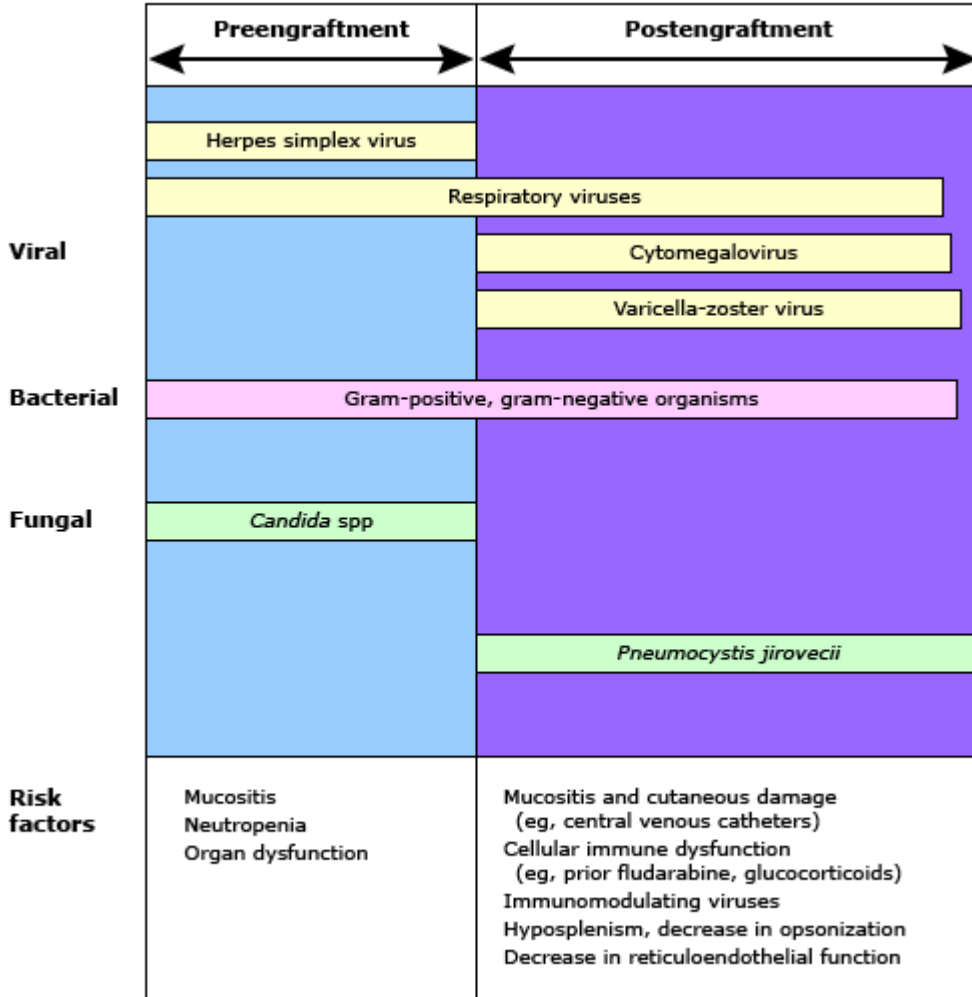 Preengraftment
Postengraftment
Herpes simplex virus
Respiratory viruses
Viral
Cytomegalovirus
Varicella-zoster virus
Bacterial
Gram-positive, gram-negative organisms
Fungal
Candida spp
Pneumocystis jirovecii
Risk
factors
Mucositis
Neutropenia
Organ dysfunction
Mucositis and cutaneous damage
(eg, central venous catheters)
Cellular immune dysfunction
(eg, prior fludarabine, glucocorticoids)
Immunomodulating viruses
Hyposplenism, decrease in opsonization
Decrease in reticuloendothelial function